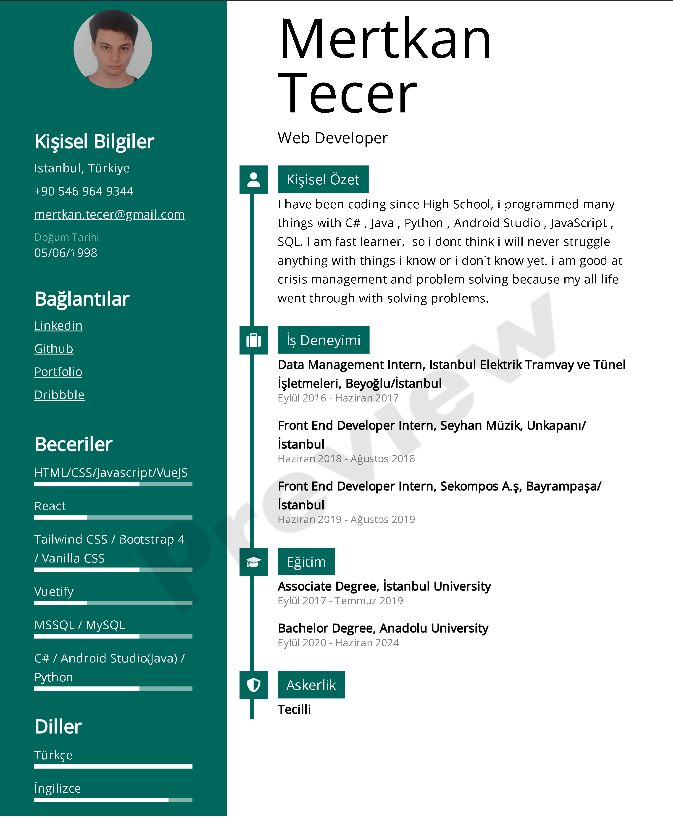 Kişisel Bilgiler
Istanbul, Türkiye
+90 546 964 9344
mertkan.tecer@gmail.com
Doğum Tarihi
05/06/1998
Bağlantılar
Linkedin
Github
Portfolio
Dribbble
Beceriler
HTML/CSS/Javascript/VueJS
React
Tailwind CSS / Bootstrap 4
/ Vanilla CSS
Vuetify
MSSQL / MySQL
C# / Android Studio(Java) /
Python
Diller
Türkçe
İngilizce
Mertkan
Tecer
Web Developer
Kişisel Özet
I have been coding since High School, i programmed many
things with C# , Java , Python , Android Studio , JavaScript ,
SQL. I am fast learner,  so i dont think i will never struggle
anything with things i know or i don't know yet. i am good at
crisis management and problem solving because my all life
went through with solving problems.
İş Deneyimi
Data Management Intern, Istanbul Elektrik Tramvay ve Tünel
İşletmeleri, Beyoğlu/İstanbul
Eylül 2016 - Haziran 2017
Front End Developer Intern, Seyhan Müzik, Unkapanı/
İstanbul
Haziran 2018 - Ağustos 2018
Front End Developer Intern, Sekompos A.ş, Bayrampaşa/
İstanbul
Haziran 2019 - Ağustos 2019
Eğitim
Associate Degree, İstanbul University
Eylül 2017 - Temmuz 2019
Bachelor Degree, Anadolu University
Eylül 2020 - Haziran 2024
Askerlik
Tecilli
Preview